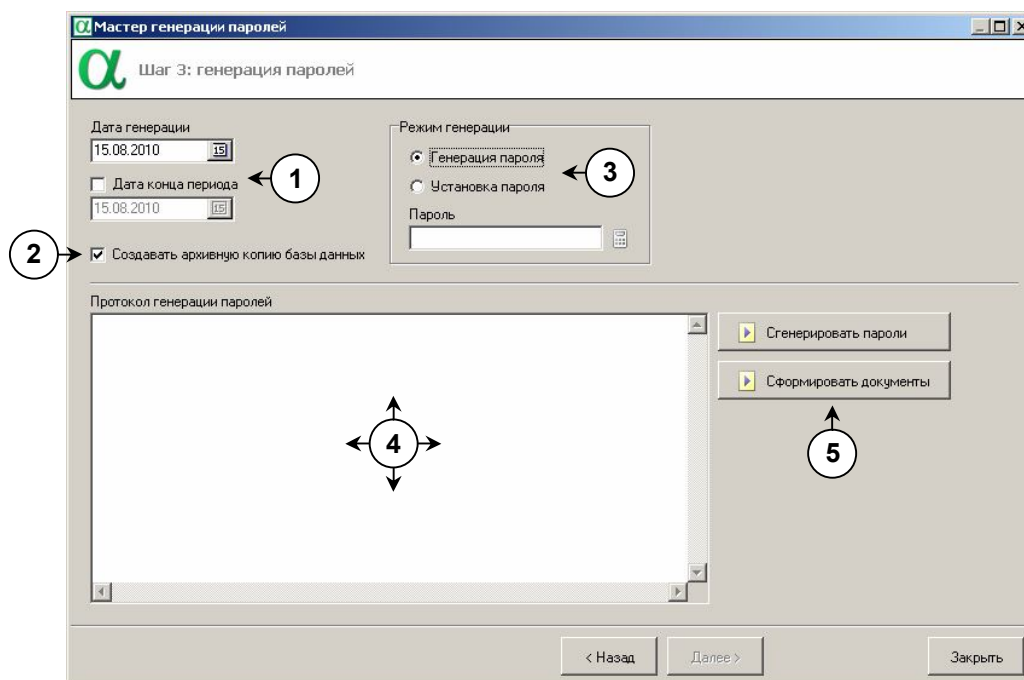 Мастер генерации паролей
α Шаг 3: генерация паролей
Дата генерации
15.08.2010 15
Дата конца периода
15.08.2010 15
1
2
Создавать архивную копию базы данных
Режим генерации
Генерация пароля
Установка пароля
3
Пароль
Протокол генерации паролей
4
Сгенерировать пароли
Сформировать документы
5
< Назад
Далее >
Закрыть